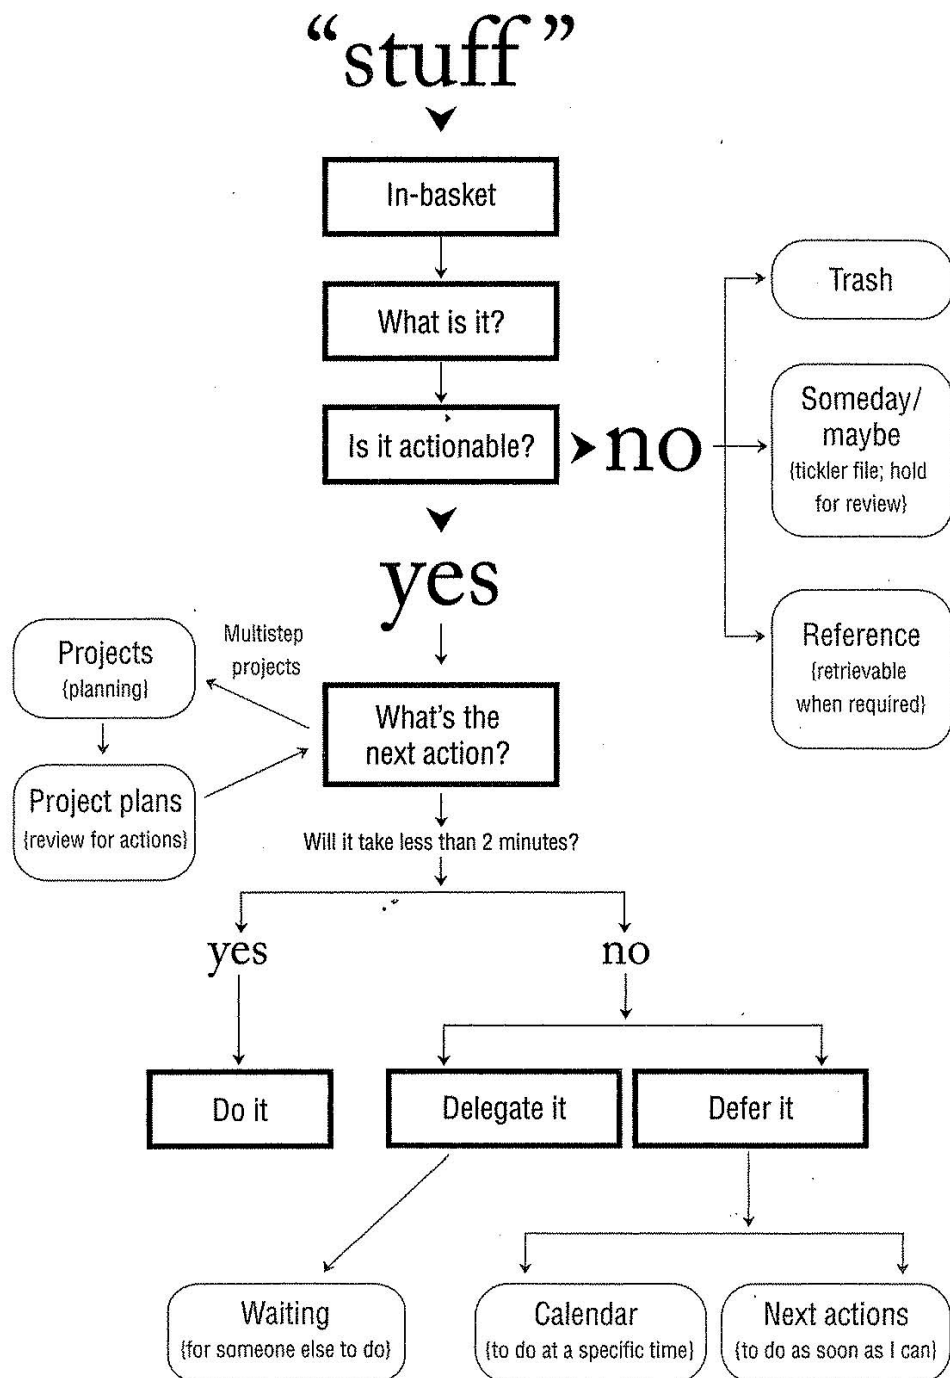 “stuff”
In-basket
What is it?
Is it actionable?
no
Trash
Someday/
maybe
{tickler file; hold
for review}
Reference
{retrievable
when required}
yes
Multistep
projects
Projects
{planning}
Project plans
{review for actions}
What's the
next action?
Will it take less than 2 minutes?
yes
no
Do it
Delegate it
Defer it
Waiting
{for someone else to do}
Calendar
{to do at a specific time}
Next actions
{to do as soon as I can}